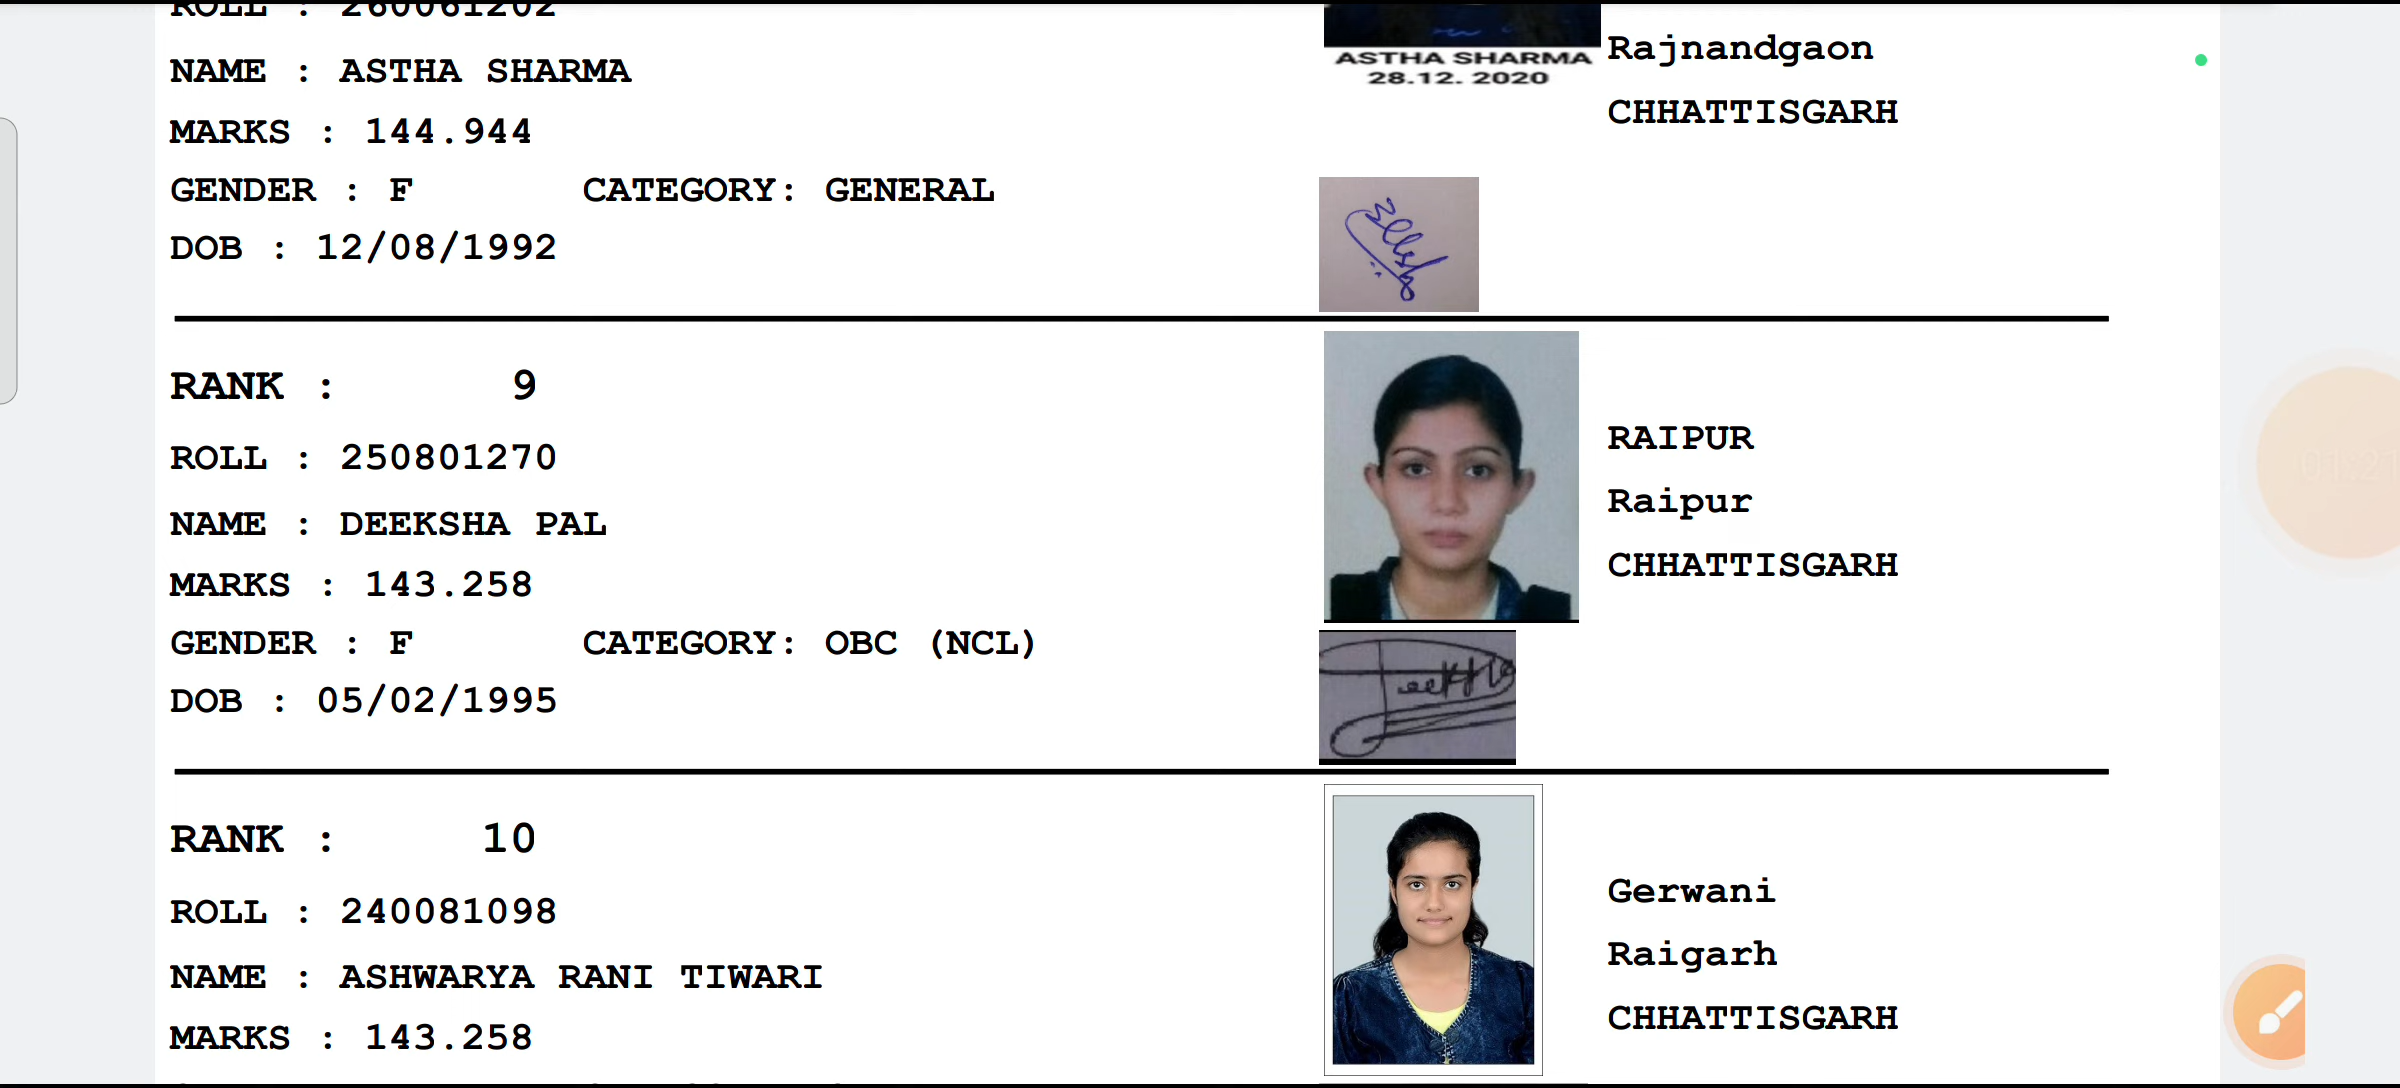 ROLL : 260061202
NAME : ASTHA SHARMA
MARKS : 144.944
GENDER : F CATEGORY: GENERAL
DOB : 12/08/1992
ASTHA SHARMA
28.12. 2020
Rajnandgaon
CHHATTISGARH
RANK : 9
ROLL : 250801270
NAME : DEEKSHA PAL
MARKS : 143.258
GENDER : F CATEGORY: OBC (NCL)
DOB : 05/02/1995
RAIPUR
Raipur
CHHATTISGARH
RANK : 10
ROLL : 240081098
NAME : ASHWARYA RANI TIWARI
MARKS : 143.258
Gerwani
Raigarh
CHHATTISGARH